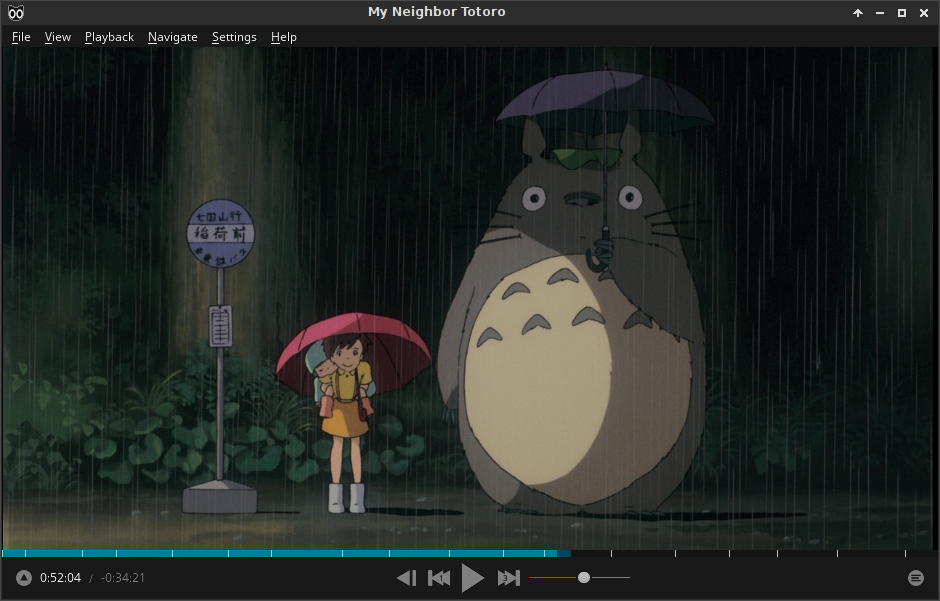 My Neighbor Totoro
File View Playback Navigate Settings Help
七国山行
稲荷前
0:52:04 / -0:34:21